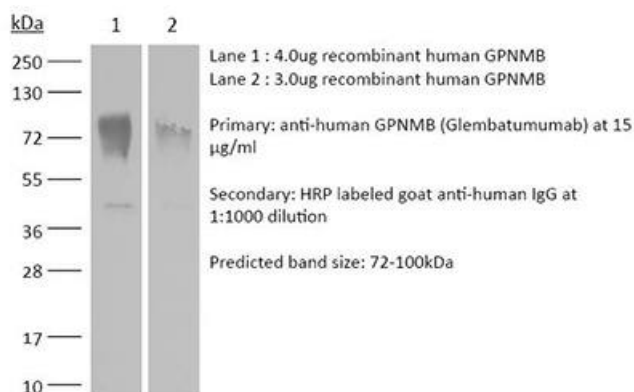 kDa
1 2
250
130
72
55
36
28
17
10
Lane 1 : 4.0ug recombinant human GPNMB
Lane 2 : 3.0ug recombinant human GPNMB
Primary: anti-human GPNMB (Glembatumumab) at 15
µg/ml
Secondary: HRP labeled goat anti-human IgG at
1:1000 dilution
Predicted band size: 72-100kDa